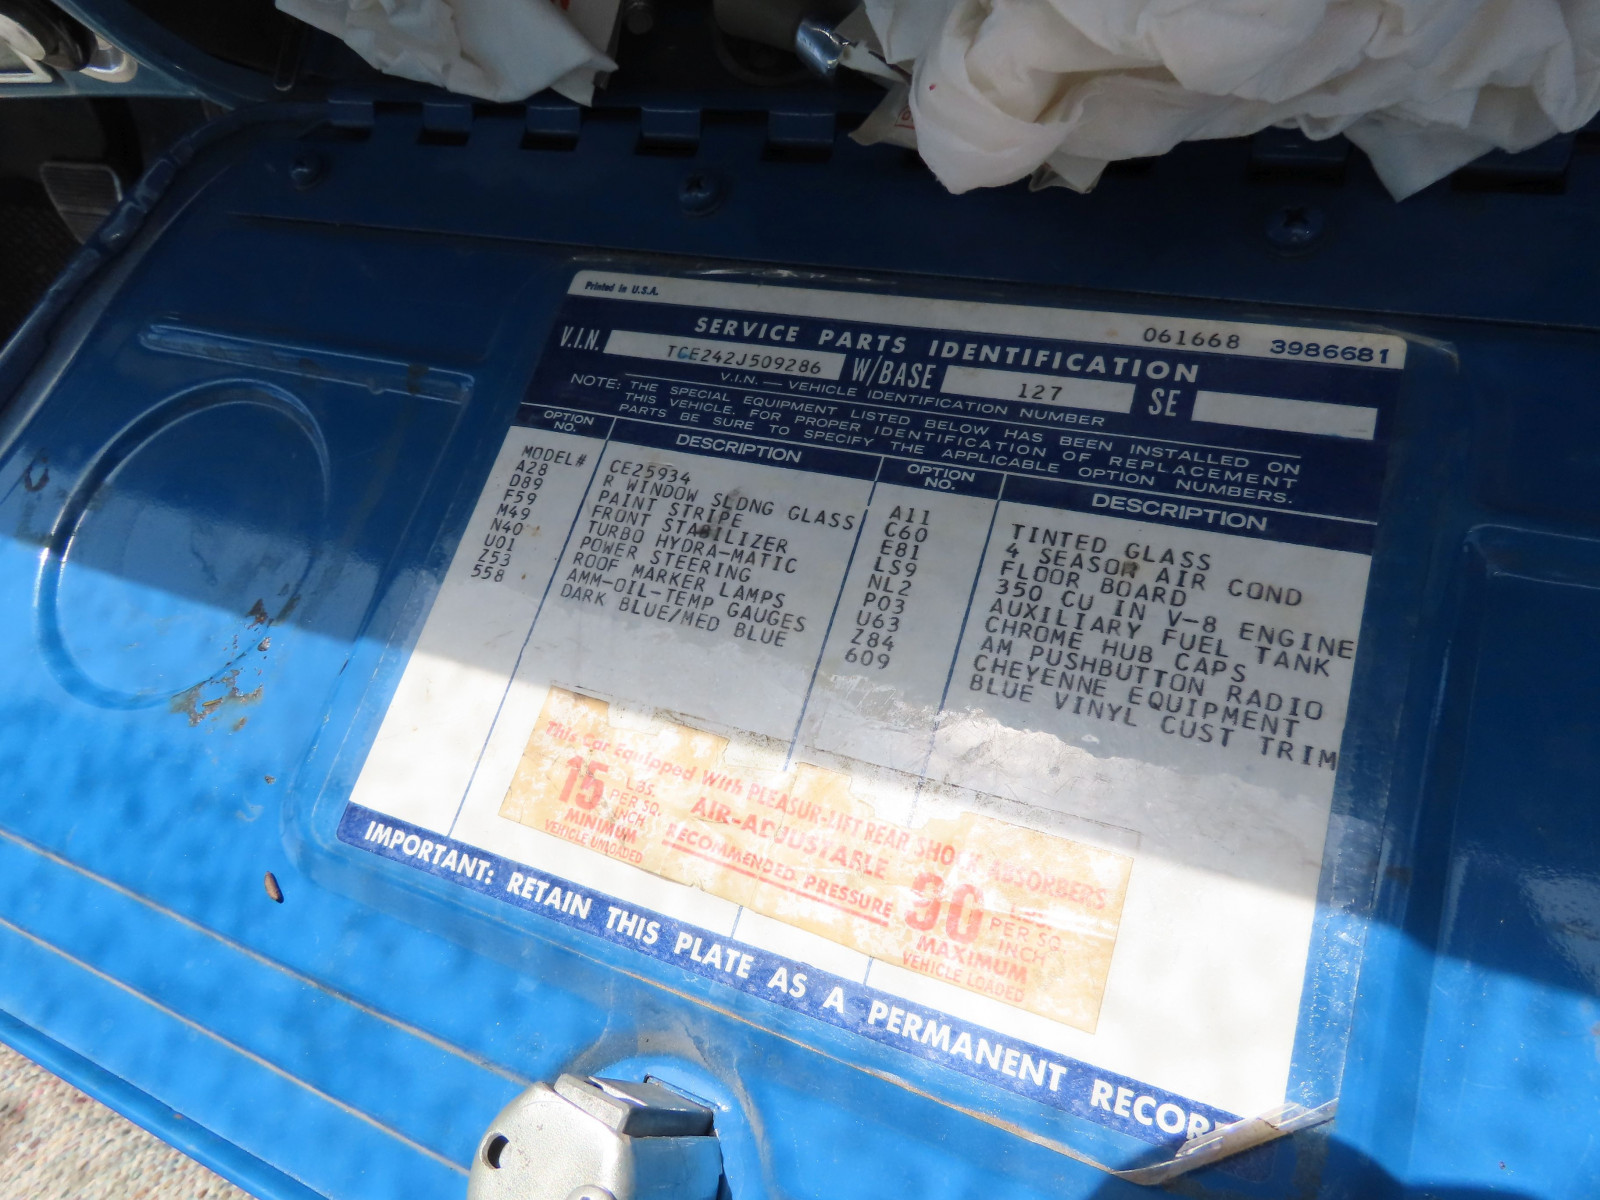 Printed in U.S.A.
061668 3986681
SERVICE PARTS IDENTIFICATION
V.I.N. TCE242J509286 W/BASE 127 SE
V.I.N. — VEHICLE IDENTIFICATION NUMBER
NOTE: THE SPECIAL EQUIPMENT LISTED BELOW HAS BEEN INSTALLED ON
THIS VEHICLE. FOR PROPER IDENTIFICATION OF REPLACEMENT
PARTS BE SURE TO SPECIFY THE APPLICABLE OPTION NUMBERS.
OPTION NO. DESCRIPTION
MODEL# CE25934
A28 R WINDOW SLDNG GLASS
D89 PAINT STRIPE
F59 FRONT STABILIZER
M49 TURBO HYDRA-MATIC
N40 POWER STEERING
U01 ROOF MARKER LAMPS
Z53 AMM-OIL-TEMP GAUGES
558 DARK BLUE/MED BLUE
OPTION NO. DESCRIPTION
A11 TINTED GLASS
C60 4 SEASON AIR COND
E81 FLOOR BOARD
LS9 350 CU IN V-8 ENGINE
NL2 AUXILIARY FUEL TANK
P03 CHROME HUB CAPS
U63 AM PUSHBUTTON RADIO
Z84 CHEYENNE EQUIPMENT
609 BLUE VINYL CUST TRIM
This Car Equipped With PLEASUR-LIFT REAR SHOCK ABSORBERS
AIR-ADJUSTABLE
RECOMMENDED PRESSURE
15 LBS. PER SQ. INCH
MINIMUM
VEHICLE UNLOADED
90 LBS. PER SQ. INCH
MAXIMUM
VEHICLE LOADED
IMPORTANT: RETAIN THIS PLATE AS A PERMANENT RECOR